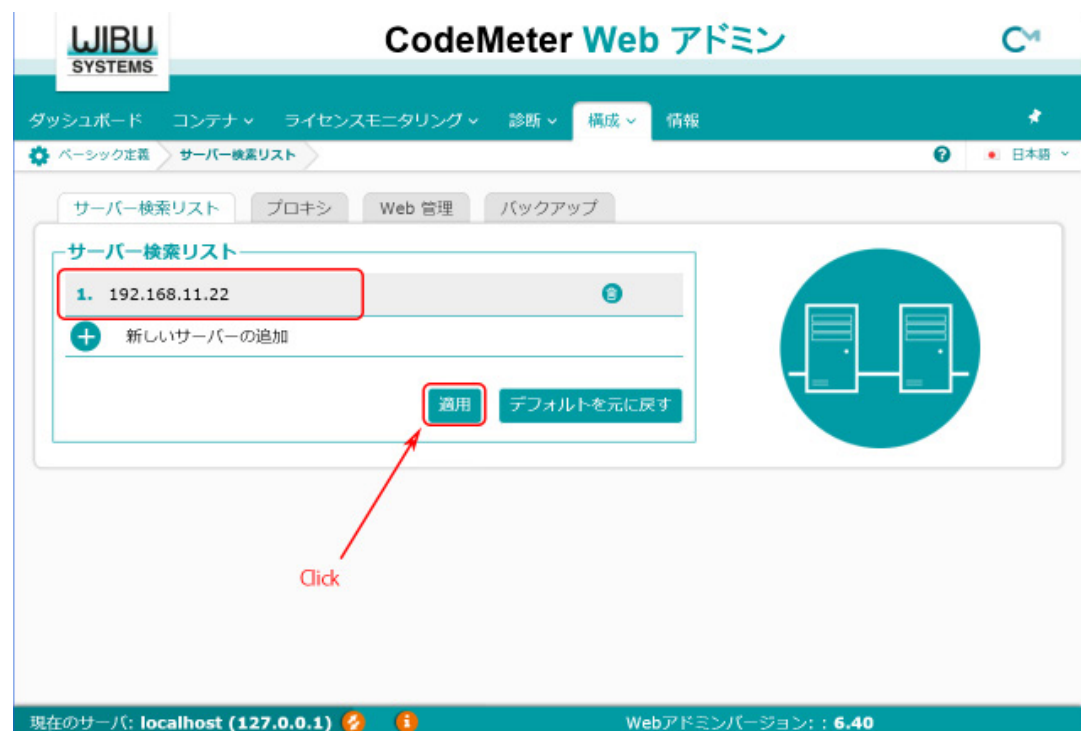 WIBU
SYSTEMS
CodeMeter Web アドミン
ダッシュボード コンテナ ライセンスモニタリング 診断 構成 情報
ベーシック定義 サーバー検索リスト 日本語
サーバー検索リスト プロキシ Web 管理 バックアップ
サーバー検索リスト
1. 192.168.11.22
新しいサーバーの追加
適用 デフォルトを元に戻す
Click
現在のサーバ: localhost (127.0.0.1) Webアドミンバージョン: : 6.40